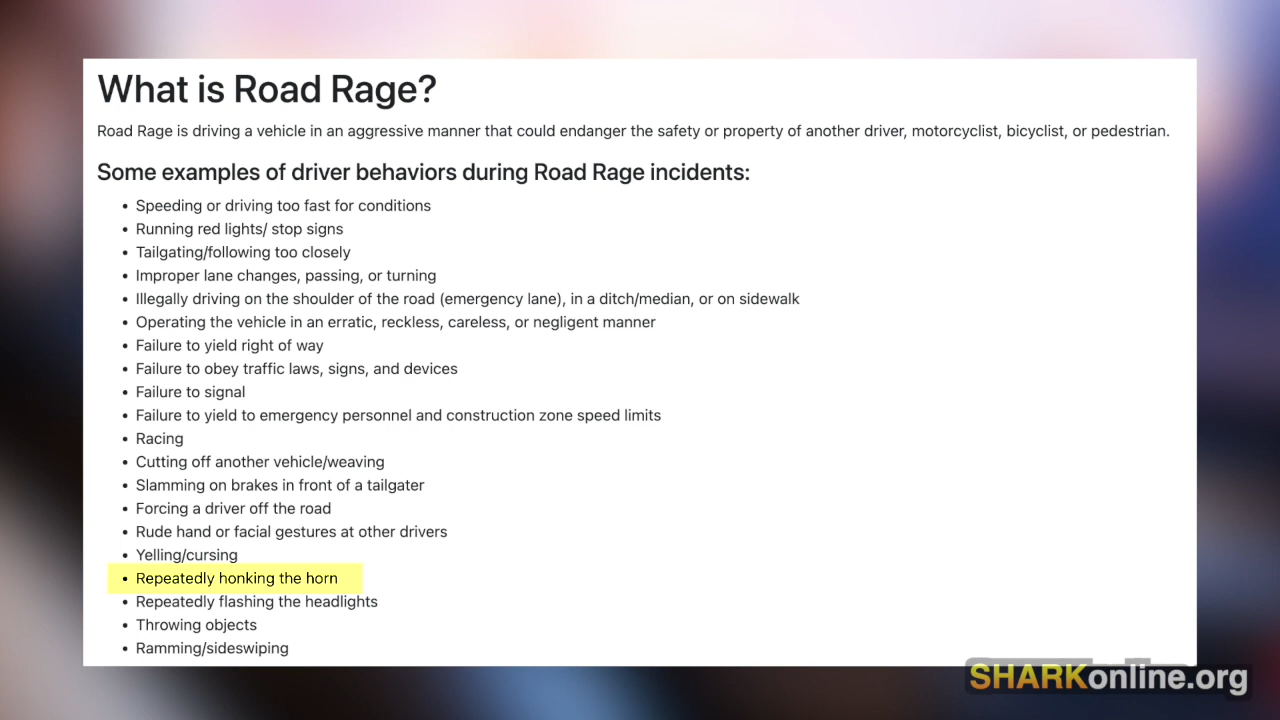 What is Road Rage?
Road Rage is driving a vehicle in an aggressive manner that could endanger the safety or property of another driver, motorcyclist, bicyclist, or pedestrian.
Some examples of driver behaviors during Road Rage incidents:
• Speeding or driving too fast for conditions
• Running red lights/ stop signs
• Tailgating/following too closely
• Improper lane changes, passing, or turning
• Illegally driving on the shoulder of the road (emergency lane), in a ditch/median, or on sidewalk
• Operating the vehicle in an erratic, reckless, careless, or negligent manner
• Failure to yield right of way
• Failure to obey traffic laws, signs, and devices
• Failure to signal
• Failure to yield to emergency personnel and construction zone speed limits
• Racing
• Cutting off another vehicle/weaving
• Slamming on brakes in front of a tailgater
• Forcing a driver off the road
• Rude hand or facial gestures at other drivers
• Yelling/cursing
• Repeatedly honking the horn
• Repeatedly flashing the headlights
• Throwing objects
• Ramming/sideswiping
SHARKonline.org